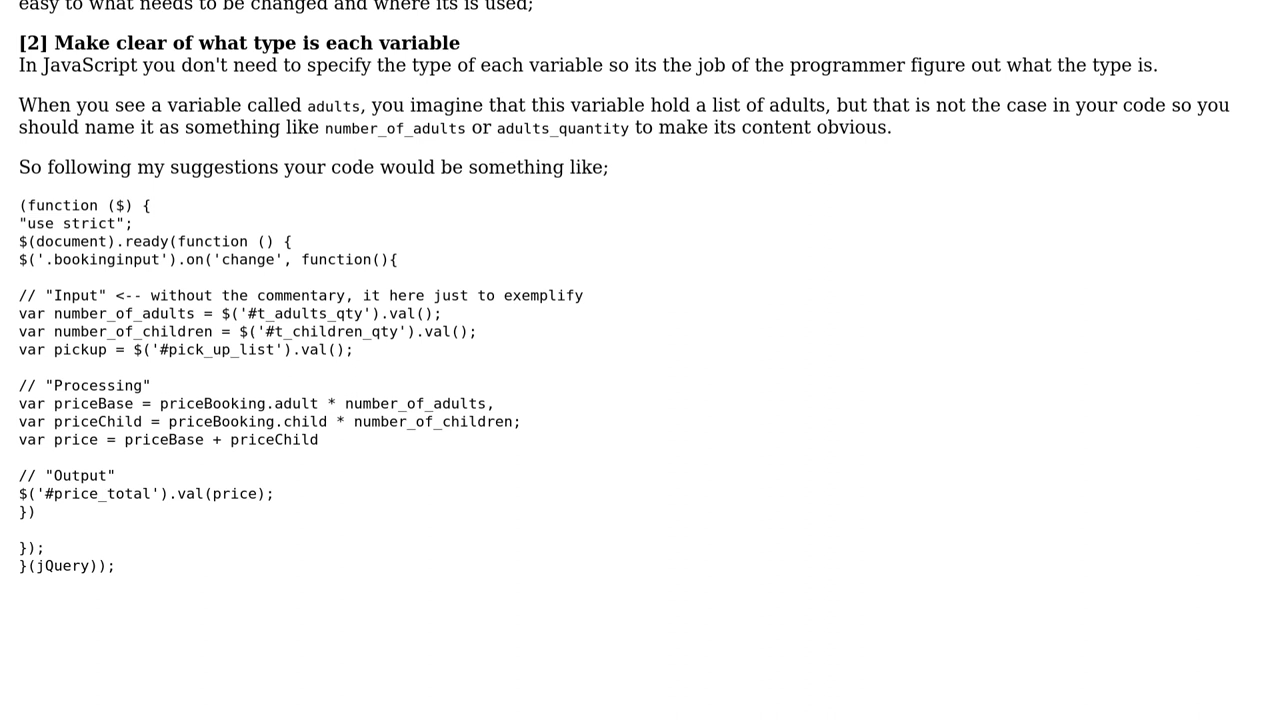 easy to what needs to be changed and where its is used;
[2] Make clear of what type is each variable
In JavaScript you don't need to specify the type of each variable so its the job of the programmer figure out what the type is.
When you see a variable called adults, you imagine that this variable hold a list of adults, but that is not the case in your code so you
should name it as something like number_of_adults or adults_quantity to make its content obvious.
So following my suggestions your code would be something like;
(function ($) {
"use strict";
$(document).ready(function () {
$('.bookinginput').on('change', function(){
// "Input" <-- without the commentary, it here just to exemplify
var number_of_adults = $('#t_adults_qty').val();
var number_of_children = $('#t_children_qty').val();
var pickup = $('#pick_up_list').val();
// "Processing"
var priceBase = priceBooking.adult * number_of_adults,
var priceChild = priceBooking.child * number_of_children;
var price = priceBase + priceChild
// "Output"
$('#price_total').val(price);
})
});
}(jQuery));